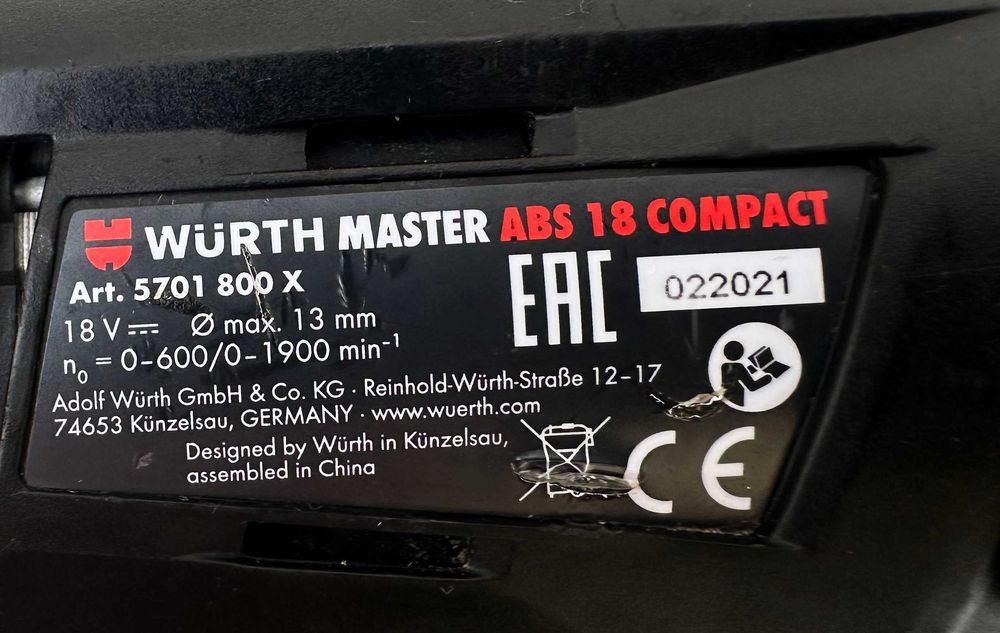 WÜRTH MASTER ABS 18 COMPACT
Art. 5701 800 X
EAC
022021
18 V ⎓ Ø max. 13 mm
n₀ = 0–600/0–1900 min⁻¹
Adolf Würth GmbH & Co. KG · Reinhold-Würth-Straße 12–17
74653 Künzelsau, GERMANY · www.wuerth.com
Designed by Würth in Künzelsau,
assembled in China
CE